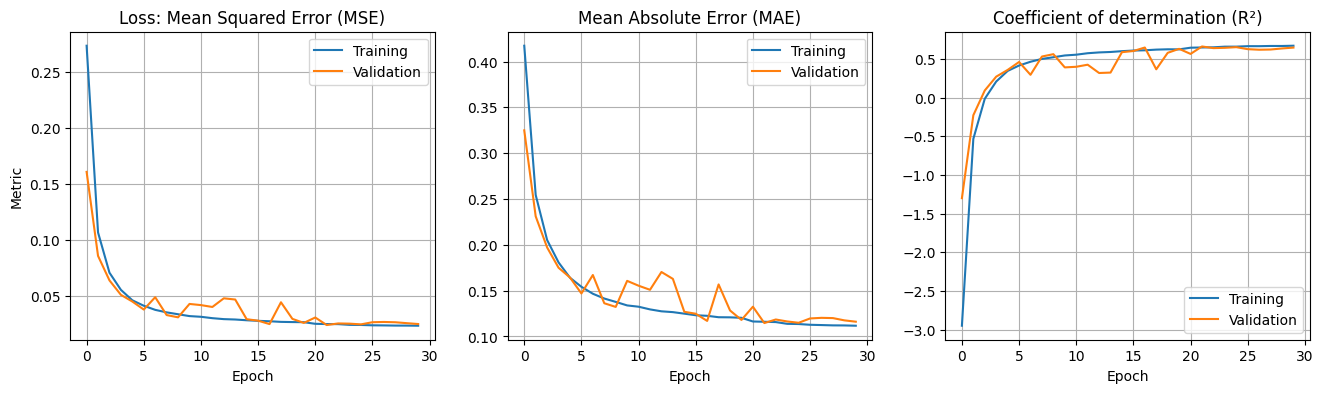 Loss: Mean Squared Error (MSE)
Metric
0.25
0.20
0.15
0.10
0.05
0 5 10 15 20 25 30
Epoch
Training
Validation
Mean Absolute Error (MAE)
0.40
0.35
0.30
0.25
0.20
0.15
0.10
0 5 10 15 20 25 30
Epoch
Training
Validation
Coefficient of determination (R²)
0.5
0.0
−0.5
−1.0
−1.5
−2.0
−2.5
−3.0
0 5 10 15 20 25 30
Epoch
Training
Validation